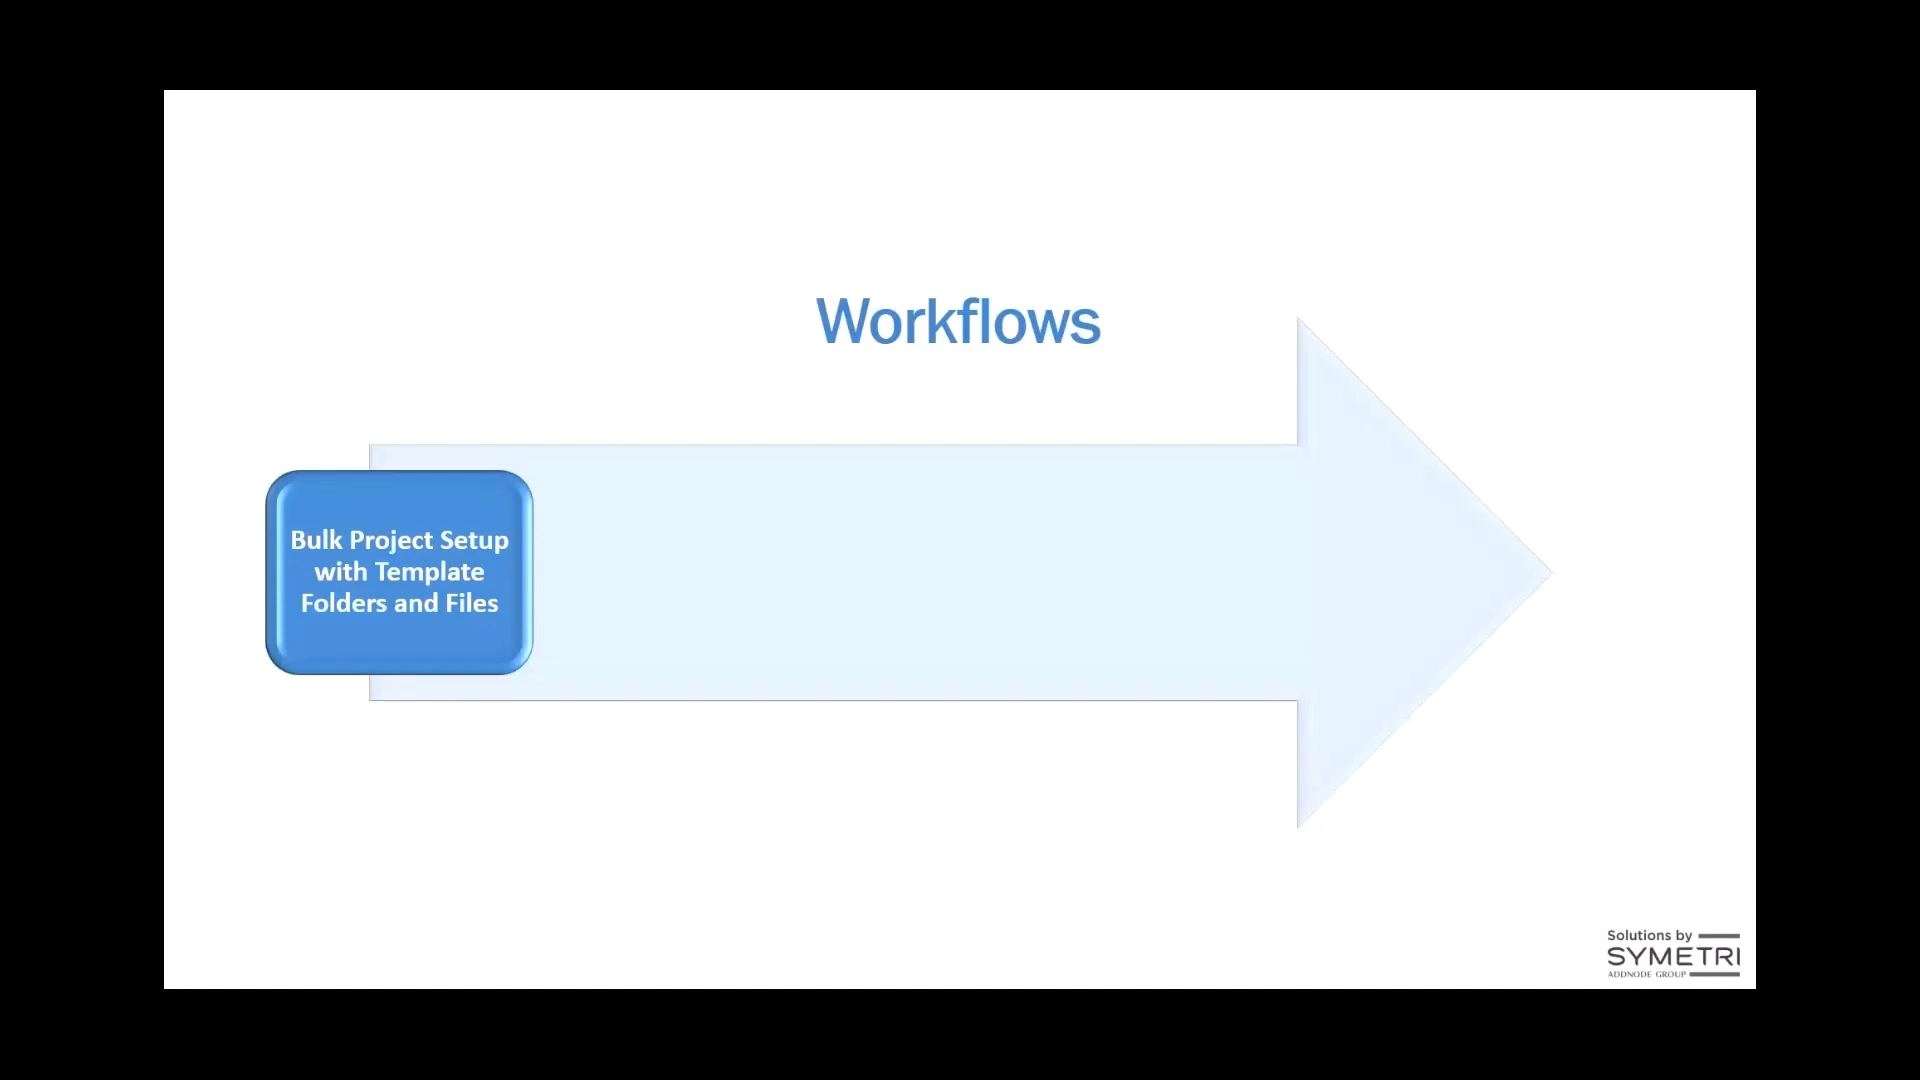 Workflows
Bulk Project Setup
with Template
Folders and Files
Solutions by
SYMETRI
ADDNODE GROUP